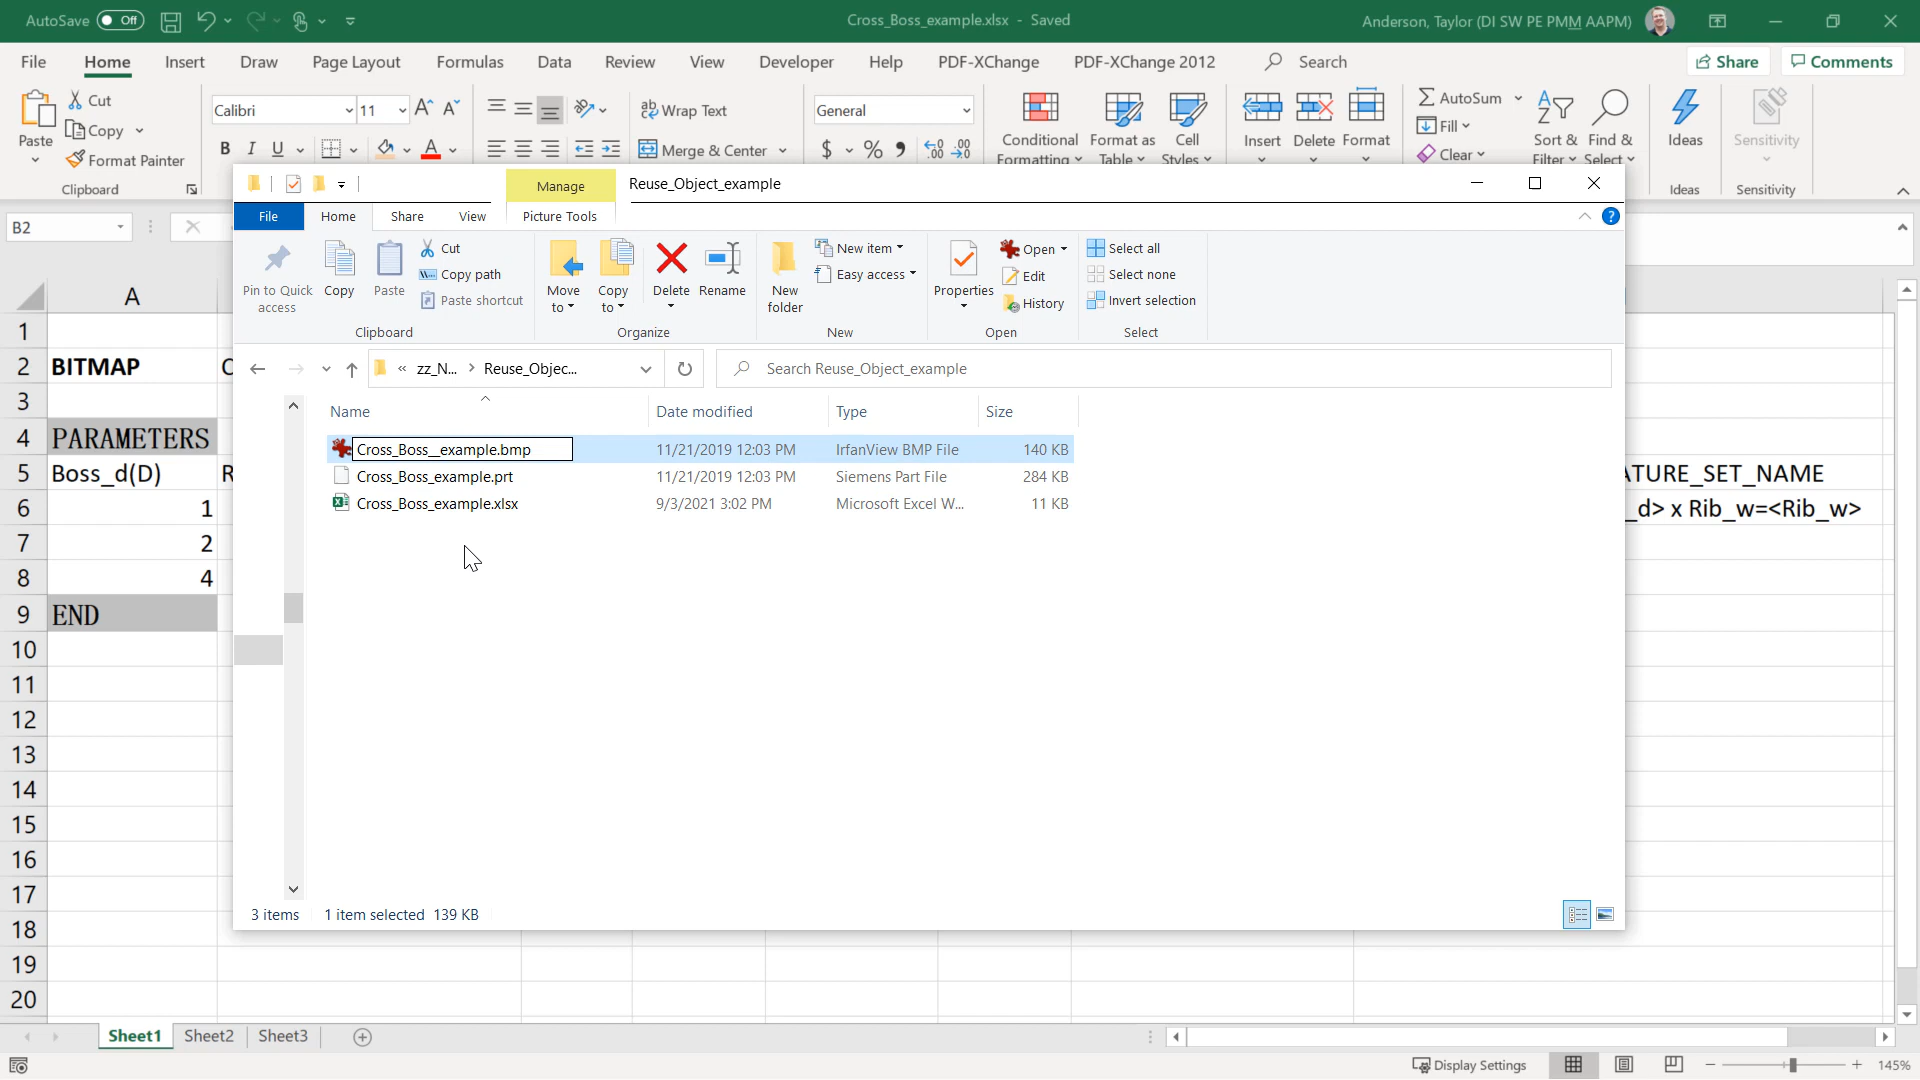 AutoSave Off Cross_Boss_example.xlsx - Saved Anderson, Taylor (DI SW PE PMM AAPM)
File Home Insert Draw Page Layout Formulas Data Review View Developer Help PDF-XChange PDF-XChange 2012 Search Share Comments
Paste Cut Copy Format Painter Clipboard
Calibri 11 B I U A
ab Wrap Text
Merge & Center
General
$ % 9
Conditional Formatting Format as Table Cell Styles
Insert Delete Format
AutoSum
Fill
Clear
Sort & Filter Find & Select
Ideas
Ideas
Sensitivity
Sensitivity
B2
Manage Reuse_Object_example
File Home Share View Picture Tools
Pin to Quick access Copy Paste Cut Copy path Paste shortcut
Move to Copy to Delete Rename
New folder New item Easy access
Properties Open Edit History
Select all
Select none
Invert selection
Clipboard Organize New Open Select
« zz_N... Reuse_Objec... Search Reuse_Object_example
Name Date modified Type Size
Cross_Boss__example.bmp 11/21/2019 12:03 PM IrfanView BMP File 140 KB
Cross_Boss_example.prt 11/21/2019 12:03 PM Siemens Part File 284 KB
Cross_Boss_example.xlsx 9/3/2021 3:02 PM Microsoft Excel W... 11 KB
3 items 1 item selected 139 KB
A
1
2 BITMAP
3
4 PARAMETERS
5 Boss_d(D) R ATURE_SET_NAME
6 1 _d> x Rib_w=<Rib_w>
7 2
8 4
9 END
10
11
12
13
14
15
16
17
18
19
20
Sheet1 Sheet2 Sheet3
Display Settings 145%